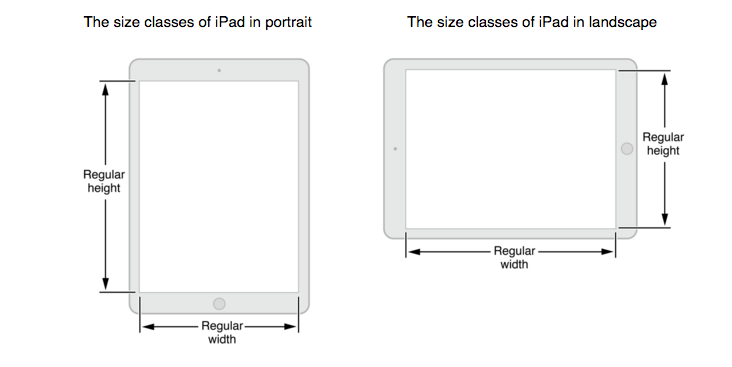 The size classes of iPad in portrait
The size classes of iPad in landscape
Regular
height
Regular
width
Regular
height
Regular
width